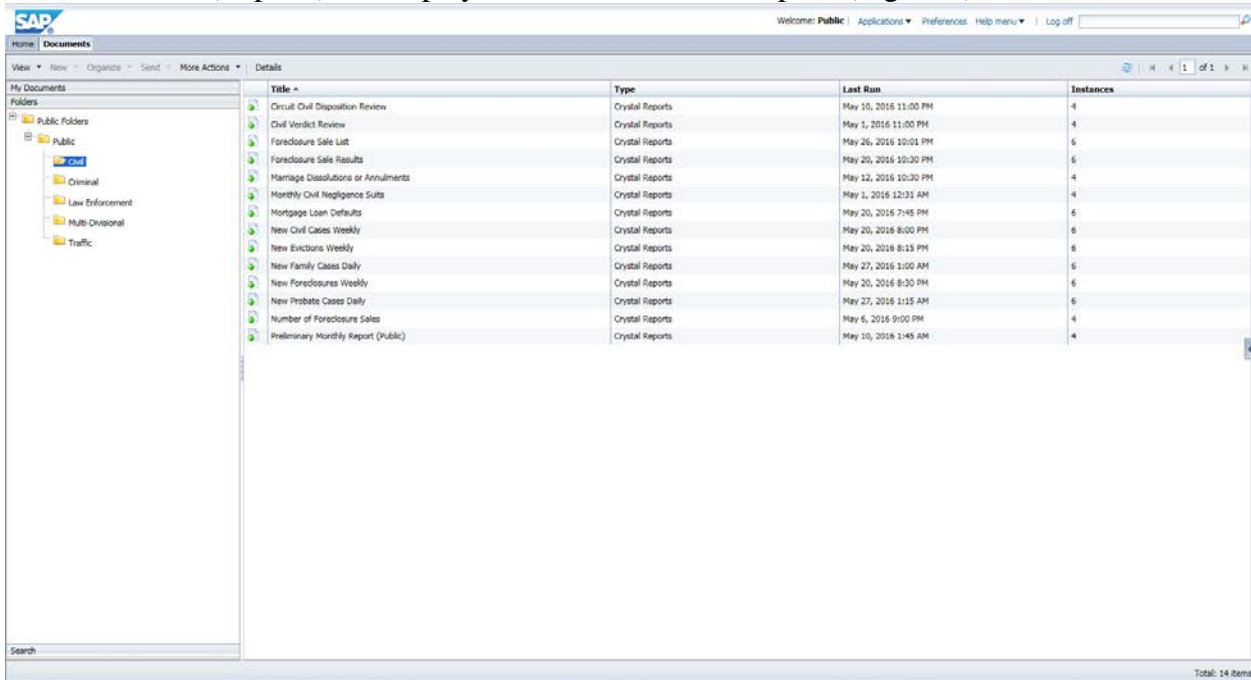 SAP
Welcome: Public | Applications Preferences Help menu | Log off
Home Documents
View New Organize Send More Actions Details 1 of 1
My Documents
Folders
Public Folders
Public
Civil
Criminal
Law Enforcement
Multi-Divisional
Traffic
Title Type Last Run Instances
Circuit Civil Disposition Review Crystal Reports May 10, 2016 11:00 PM 4
Civil Verdict Review Crystal Reports May 1, 2016 11:00 PM 4
Foreclosure Sale List Crystal Reports May 26, 2016 10:01 PM 6
Foreclosure Sale Results Crystal Reports May 20, 2016 10:30 PM 6
Marriage Dissolutions or Annulments Crystal Reports May 12, 2016 10:30 PM 4
Monthly Civil Negligence Suits Crystal Reports May 1, 2016 12:31 AM 4
Mortgage Loan Defaults Crystal Reports May 20, 2016 7:45 PM 6
New Civil Cases Weekly Crystal Reports May 20, 2016 8:00 PM 6
New Evictions Weekly Crystal Reports May 20, 2016 8:15 PM 6
New Family Cases Daily Crystal Reports May 27, 2016 1:00 AM 6
New Foreclosures Weekly Crystal Reports May 20, 2016 8:30 PM 6
New Probate Cases Daily Crystal Reports May 27, 2016 1:15 AM 6
Number of Foreclosure Sales Crystal Reports May 6, 2016 9:00 PM 4
Preliminary Monthly Report (Public) Crystal Reports May 10, 2016 1:45 AM 4
Search
Total: 14 items